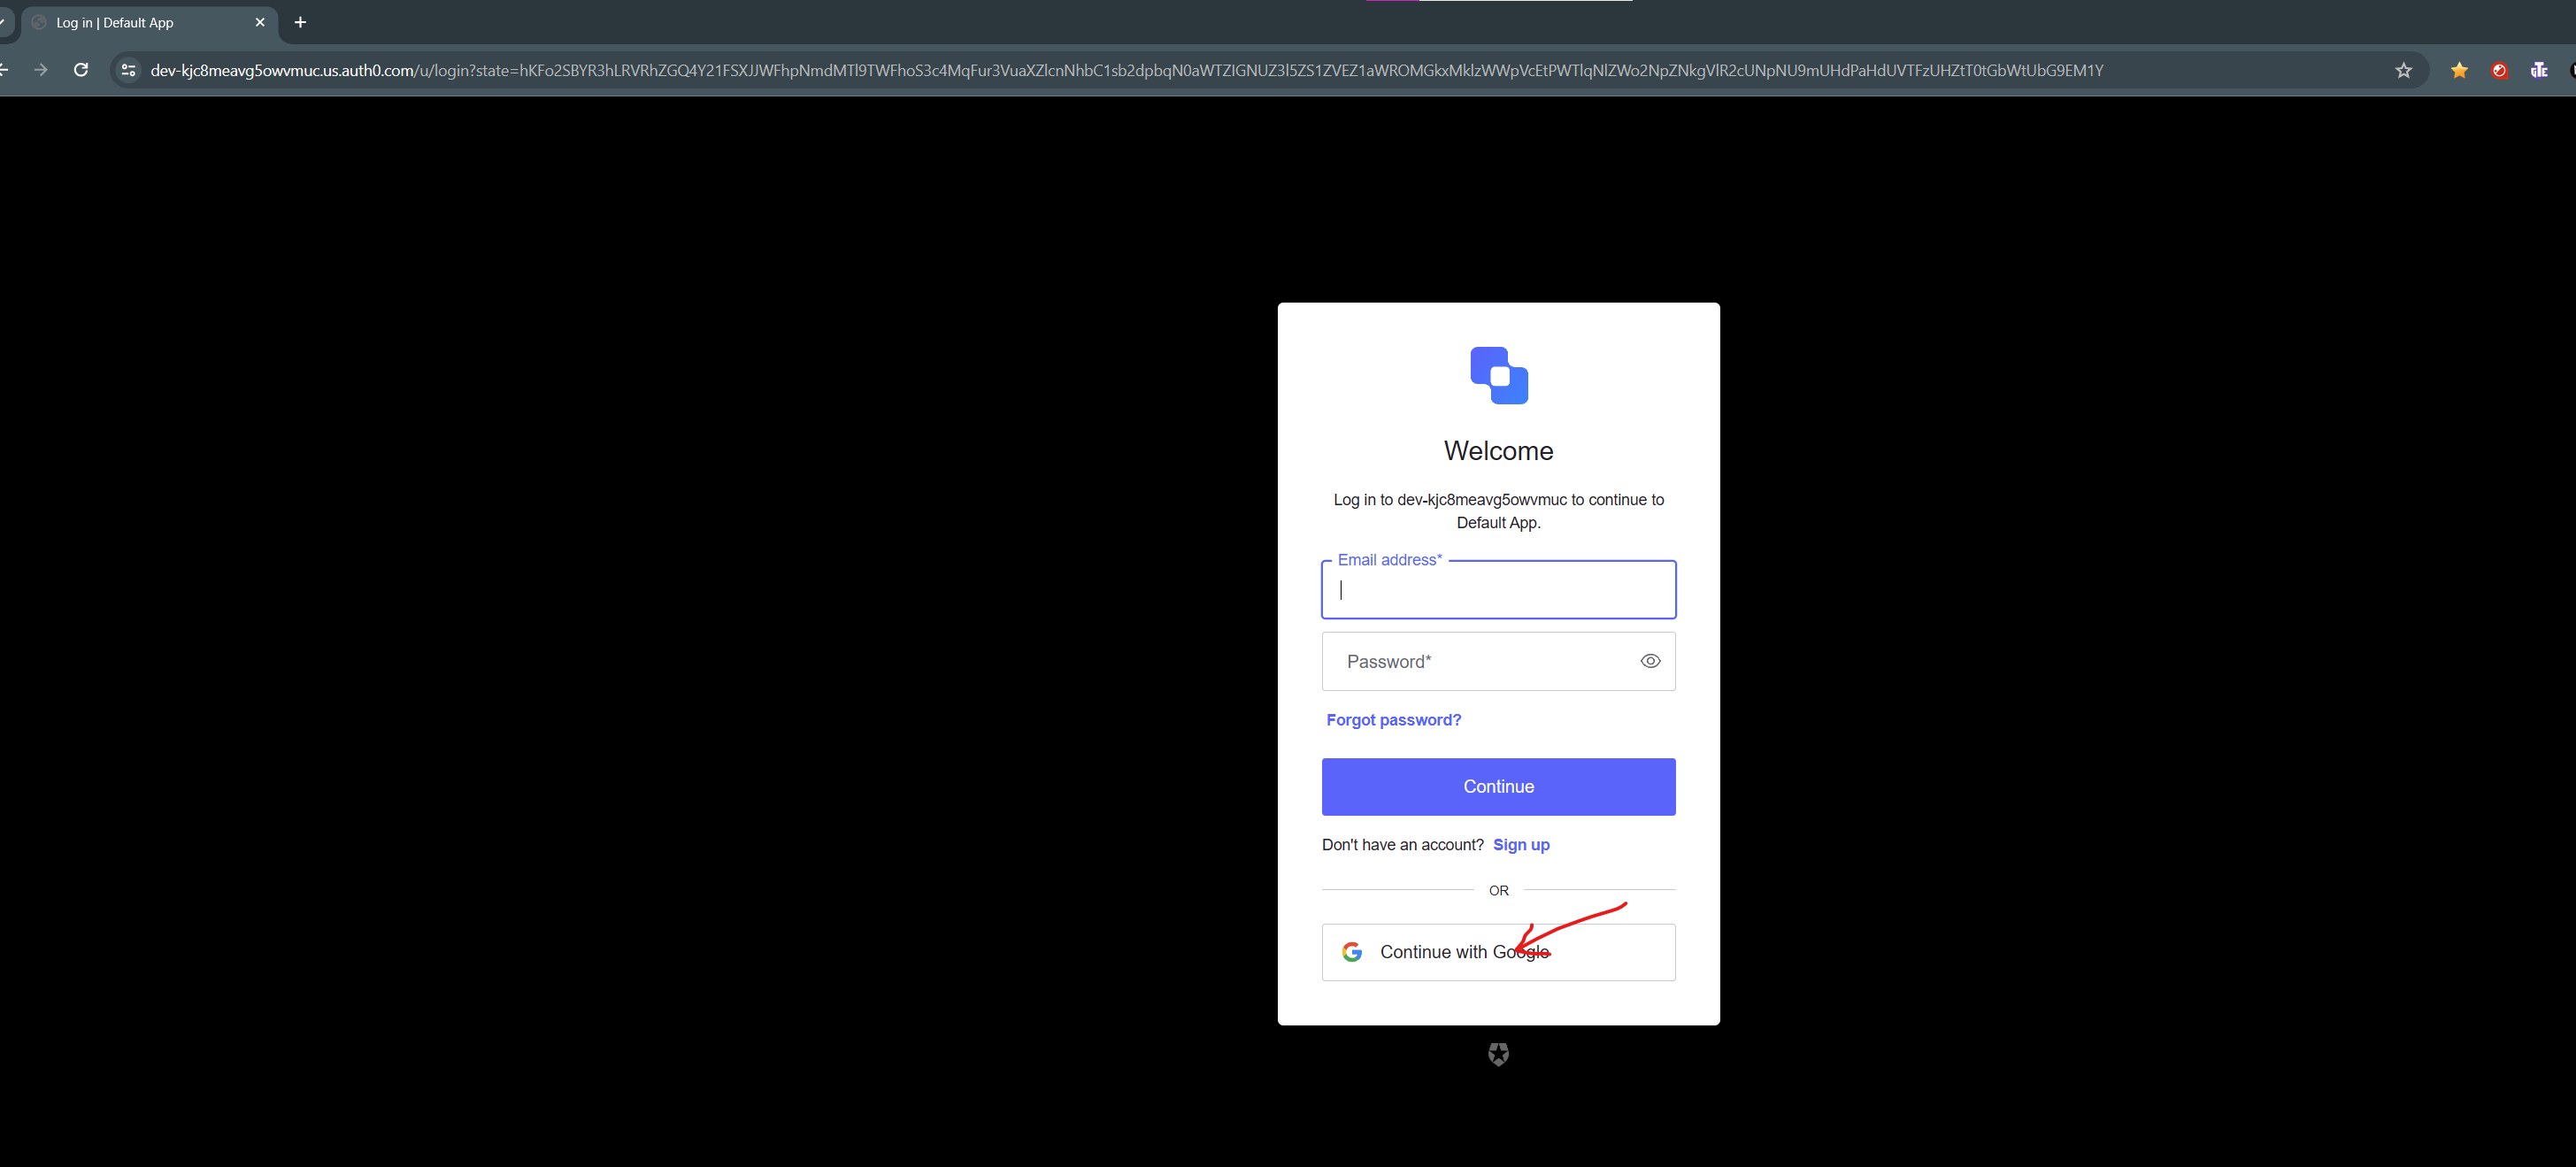 Log in | Default App
dev-kjc8meavg5owvmuc.us.auth0.com/u/login?state=hKFo2SBYR3hLRVRhZGQ4Y21FSXJJWFhpNmdMTl9TWFhoS3c4MqFur3VuaXZlcnNhbC1sb2dpbqN0aWTZIGNUZ3l5ZS1ZVEZ1aWROMGkxMklzWWpVcEtPWTlqNlZWo2NpZNkgVlR2cUNpNU9mUHdPaHdUVTFzUHZtT0tGbWtUbG9EM1Y
Welcome
Log in to dev-kjc8meavg5owvmuc to continue to
Default App.
Email address*
Password*
Forgot password?
Continue
Don't have an account? Sign up
OR
Continue with Google